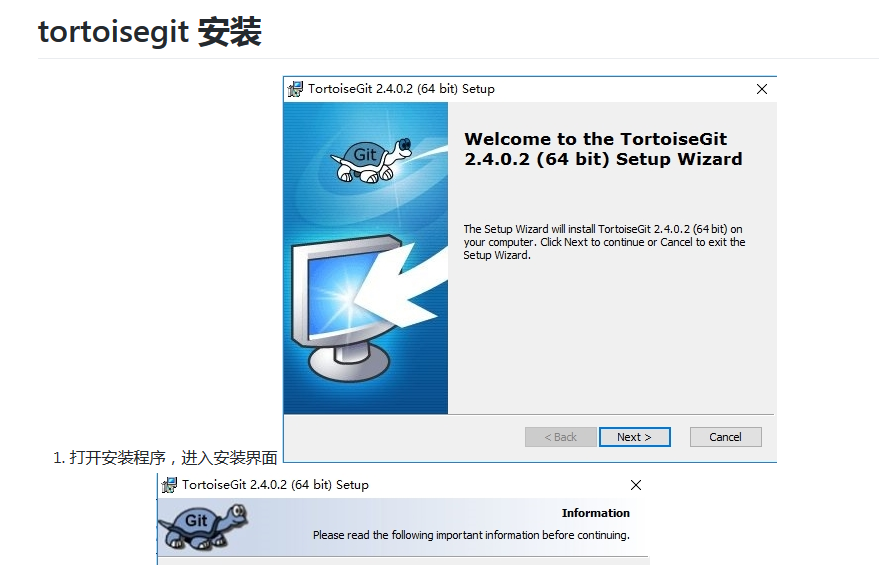 tortoisegit 安装
TortoiseGit 2.4.0.2 (64 bit) Setup
Git
Welcome to the TortoiseGit
2.4.0.2 (64 bit) Setup Wizard
The Setup Wizard will install TortoiseGit 2.4.0.2 (64 bit) on
your computer. Click Next to continue or Cancel to exit the
Setup Wizard.
< Back
Next >
Cancel
1. 打开安装程序，进入安装界面
TortoiseGit 2.4.0.2 (64 bit) Setup
Git
Information
Please read the following important information before continuing.